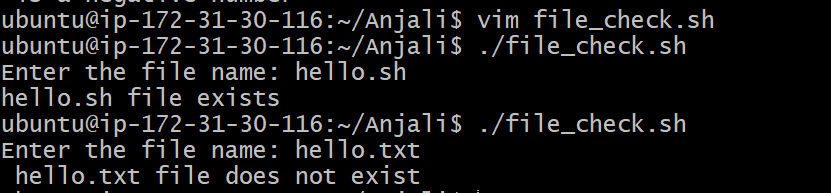 ubuntu@ip-172-31-30-116:~/Anjali$ vim file_check.sh
ubuntu@ip-172-31-30-116:~/Anjali$ ./file_check.sh
Enter the file name: hello.sh
hello.sh file exists
ubuntu@ip-172-31-30-116:~/Anjali$ ./file_check.sh
Enter the file name: hello.txt
 hello.txt file does not exist